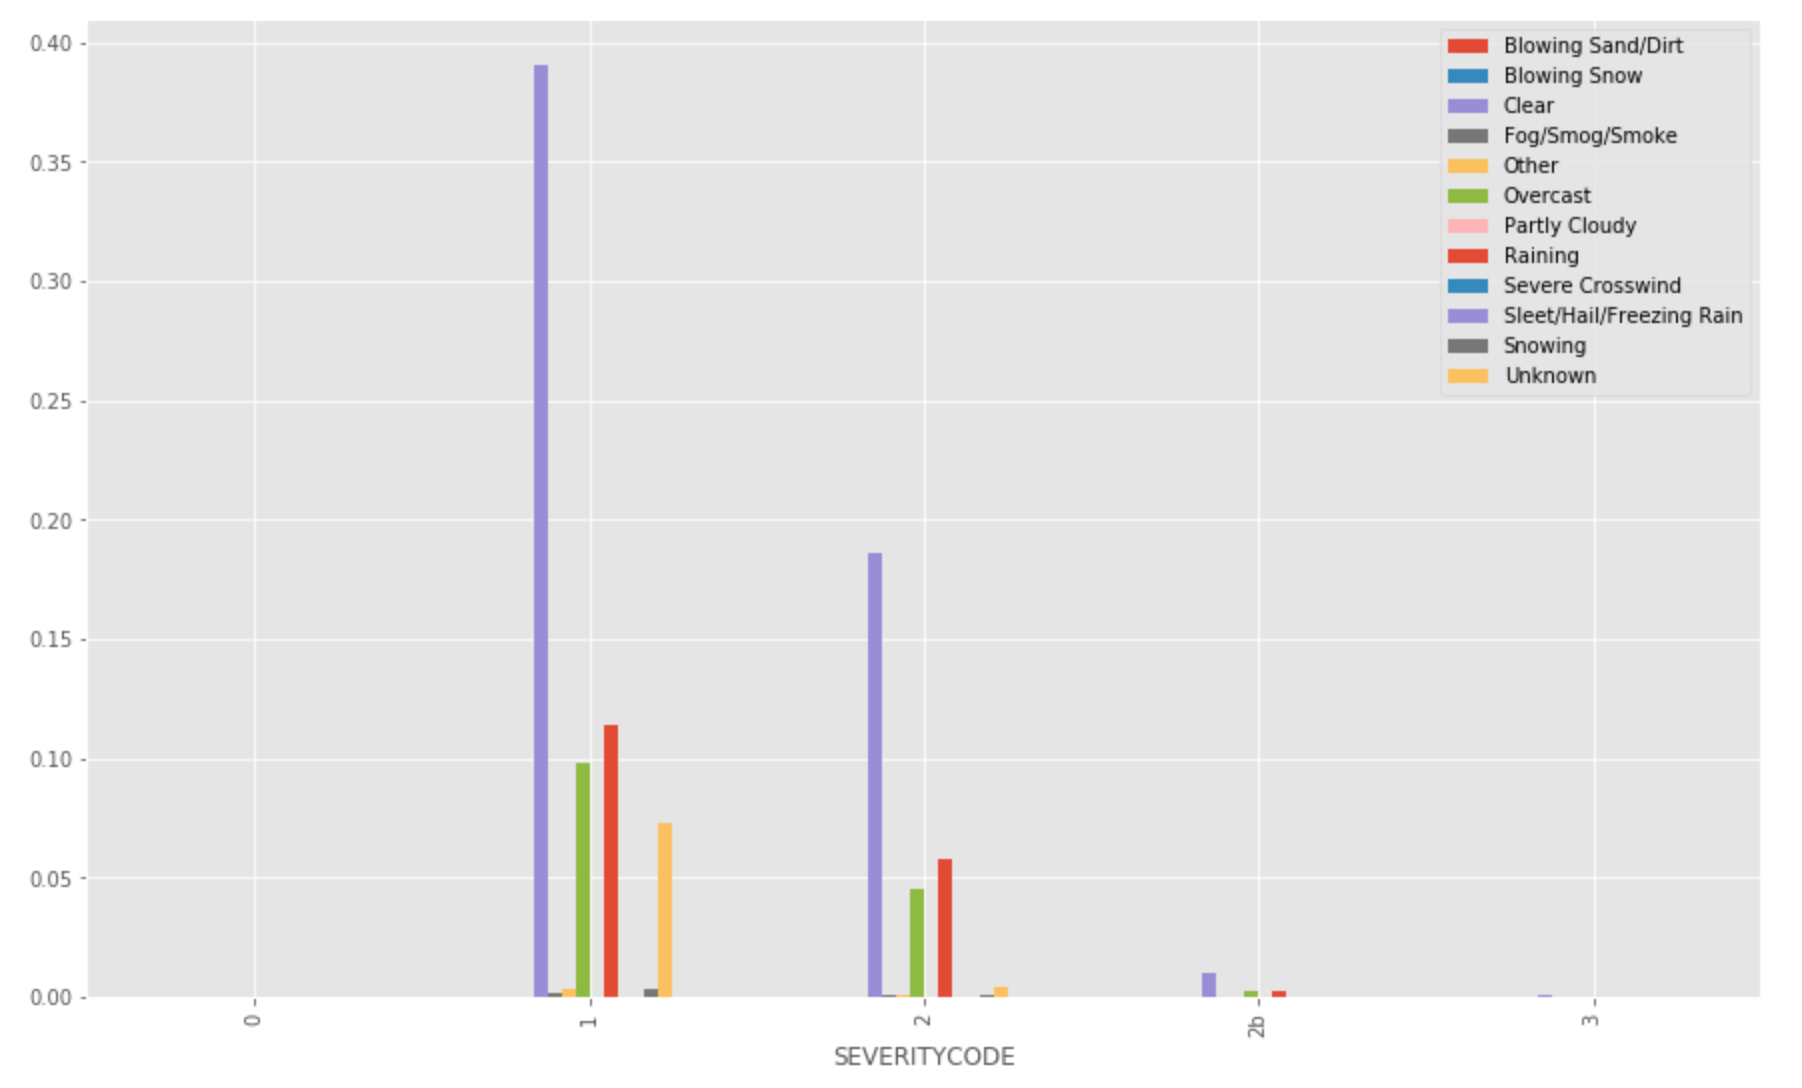 0.40
0.35
0.30
0.25
0.20
0.15
0.10
0.05
0.00
Blowing Sand/Dirt
Blowing Snow
Clear
Fog/Smog/Smoke
Other
Overcast
Partly Cloudy
Raining
Severe Crosswind
Sleet/Hail/Freezing Rain
Snowing
Unknown
0
1
2
2b
3
SEVERITYCODE